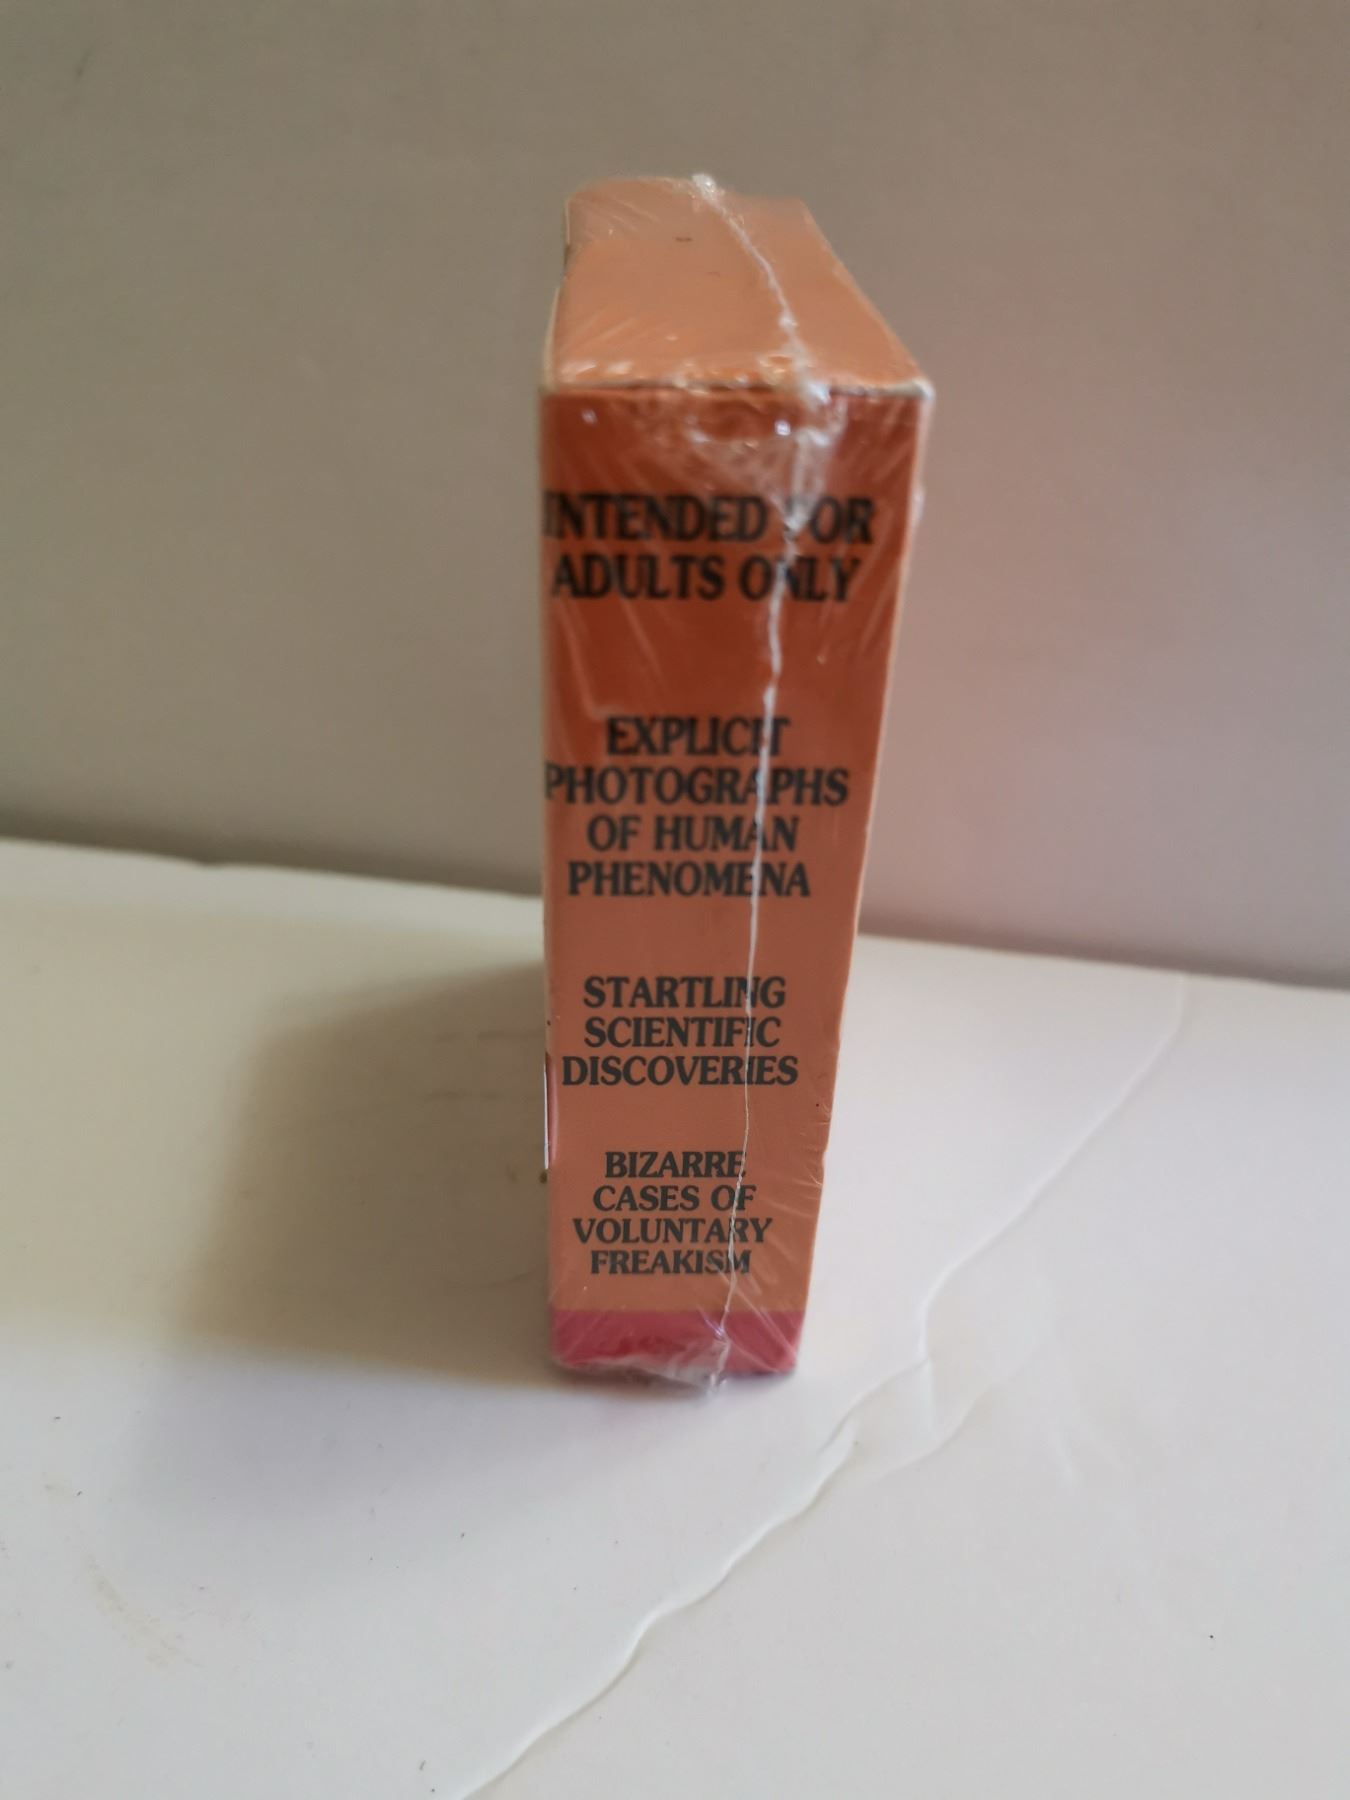 INTENDED FOR
ADULTS ONLY
EXPLICIT
PHOTOGRAPHS
OF HUMAN
PHENOMENA
STARTLING
SCIENTIFIC
DISCOVERIES
BIZARRE
CASES OF
VOLUNTARY
FREAKISM